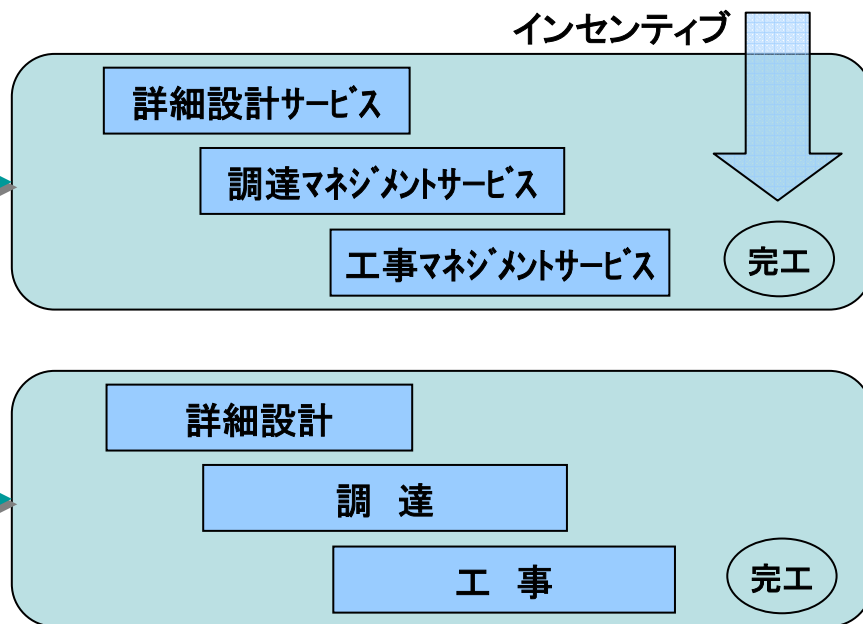 インセンティブ
詳細設計サービス
調達マネジメントサービス
工事マネジメントサービス
完工
詳細設計
調 達
工 事
完工